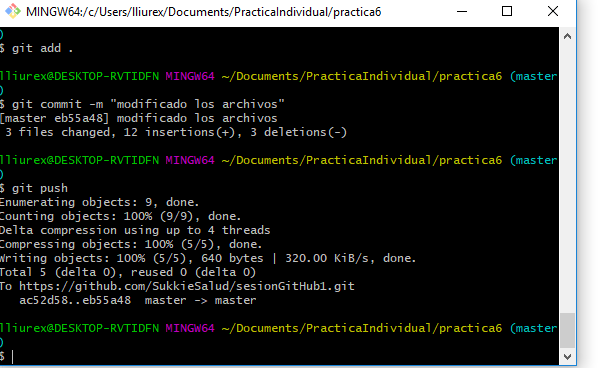 MINGW64:/c/Users/lliurex/Documents/PracticaIndividual/practica6
)
$ git add .
lliurex@DESKTOP-RVTIDFN MINGW64 ~/Documents/PracticaIndividual/practica6 (master
)
$ git commit -m "modificado los archivos"
[master eb55a48] modificado los archivos
3 files changed, 12 insertions(+), 3 deletions(-)
lliurex@DESKTOP-RVTIDFN MINGW64 ~/Documents/PracticaIndividual/practica6 (master
)
$ git push
Enumerating objects: 9, done.
Counting objects: 100% (9/9), done.
Delta compression using up to 4 threads
Compressing objects: 100% (5/5), done.
Writing objects: 100% (5/5), 640 bytes | 320.00 KiB/s, done.
Total 5 (delta 0), reused 0 (delta 0)
To https://github.com/SukkieSalud/sesionGitHub1.git
ac52d58..eb55a48  master -> master
lliurex@DESKTOP-RVTIDFN MINGW64 ~/Documents/PracticaIndividual/practica6 (master
)
$